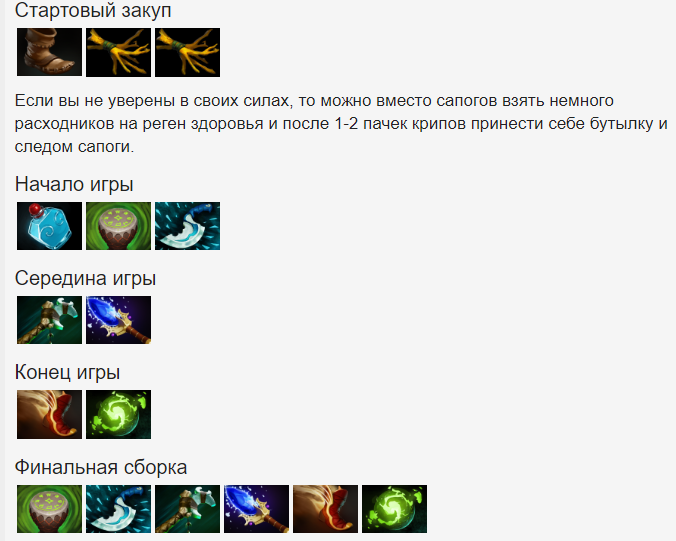 Стартовый закуп
Если вы не уверены в своих силах, то можно вместо сапогов взять немного
расходников на реген здоровья и после 1-2 пачек крипов принести себе бутылку и
следом сапоги.
Начало игры
Середина игры
Конец игры
Финальная сборка